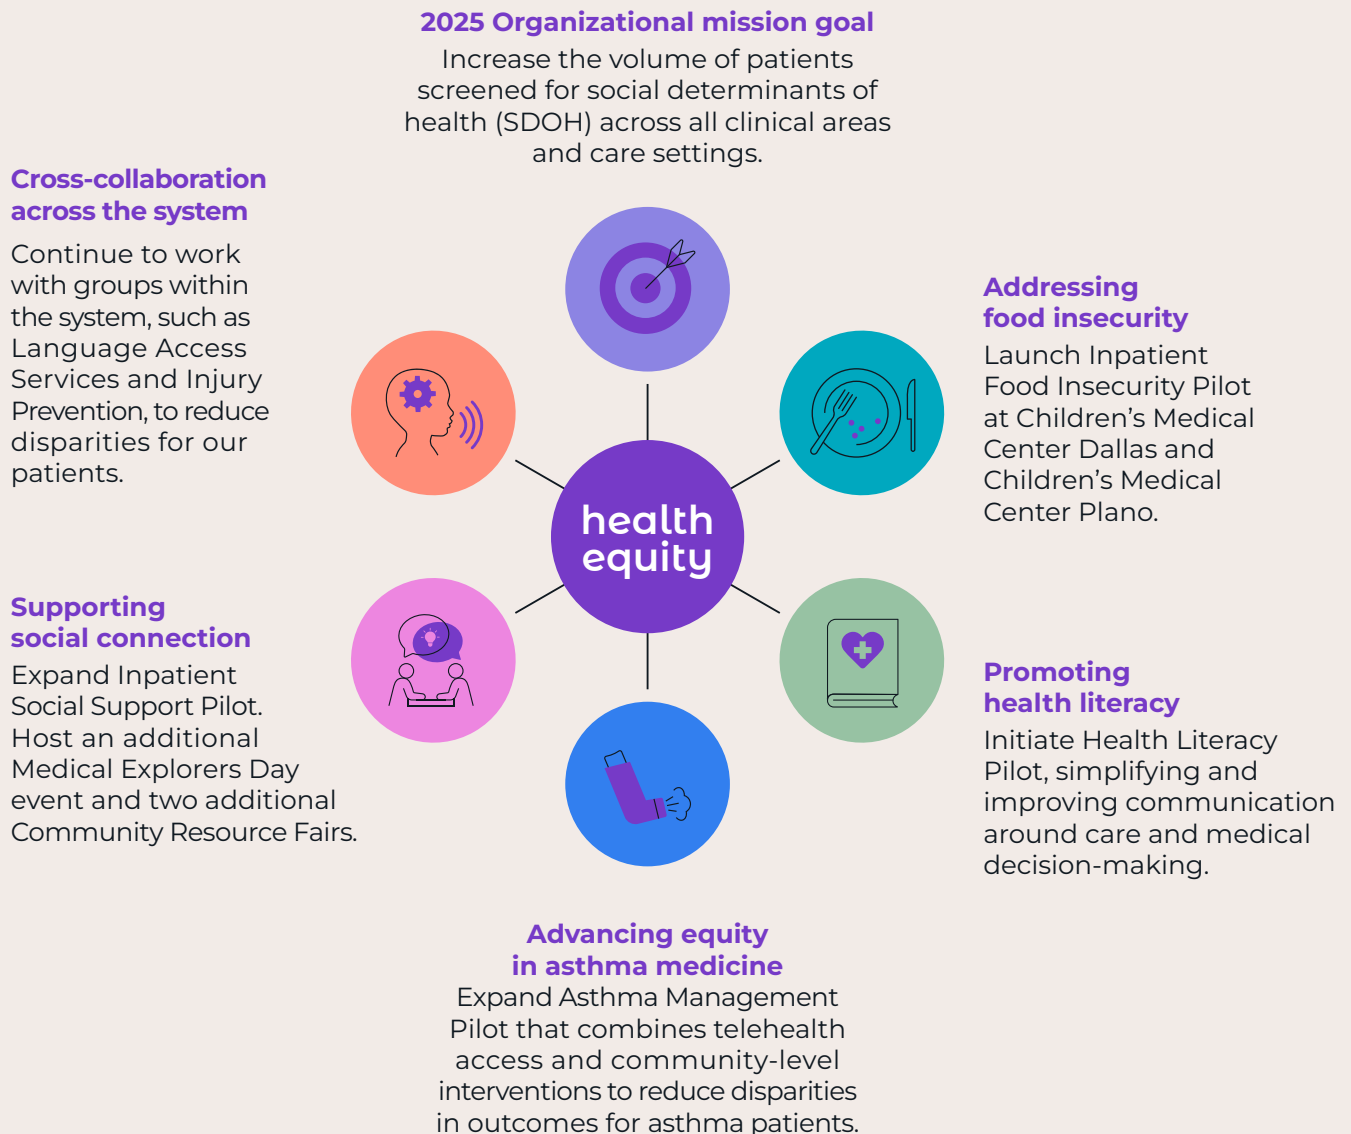 2025 Organizational mission goal
Increase the volume of patients
screened for social determinants of
health (SDOH) across all clinical areas
and care settings.
Cross-collaboration
across the system
Continue to work
with groups within
the system, such as
Language Access
Services and Injury
Prevention, to reduce
disparities for our
patients.
Addressing
food insecurity
Launch Inpatient
Food Insecurity Pilot
at Children’s Medical
Center Dallas and
Children’s Medical
Center Plano.
health
equity
Supporting
social connection
Expand Inpatient
Social Support Pilot.
Host an additional
Medical Explorers Day
event and two additional
Community Resource Fairs.
Promoting
health literacy
Initiate Health Literacy
Pilot, simplifying and
improving communication
around care and medical
decision-making.
Advancing equity
in asthma medicine
Expand Asthma Management
Pilot that combines telehealth
access and community-level
interventions to reduce disparities
in outcomes for asthma patients.